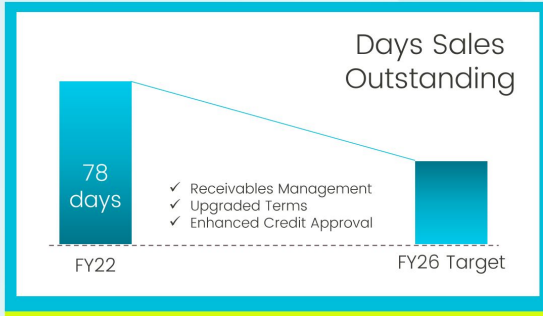 Days Sales
Outstanding
78
days
✓ Receivables Management
✓ Upgraded Terms
✓ Enhanced Credit Approval
FY22
FY26 Target